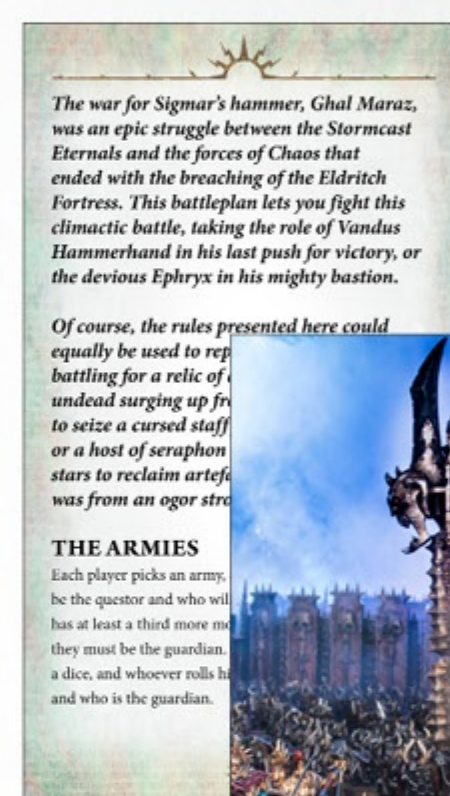 The war for Sigmar's hammer, Ghal Maraz,
was an epic struggle between the Stormcast
Eternals and the forces of Chaos that
ended with the breaching of the Eldritch
Fortress. This battleplan lets you fight this
climactic battle, taking the role of Vandus
Hammerhand in his last push for victory, or
the devious Ephryx in his mighty bastion.
Of course, the rules presented here could
equally be used to rep
battling for a relic of
undead surging up fr
to seize a cursed staff
or a host of seraphon
stars to reclaim artef
was from an ogor stro
THE ARMIES
Each player picks an army,
be the questor and who wil
has at least a third more mo
they must be the guardian.
a dice, and whoever rolls hi
and who is the guardian.